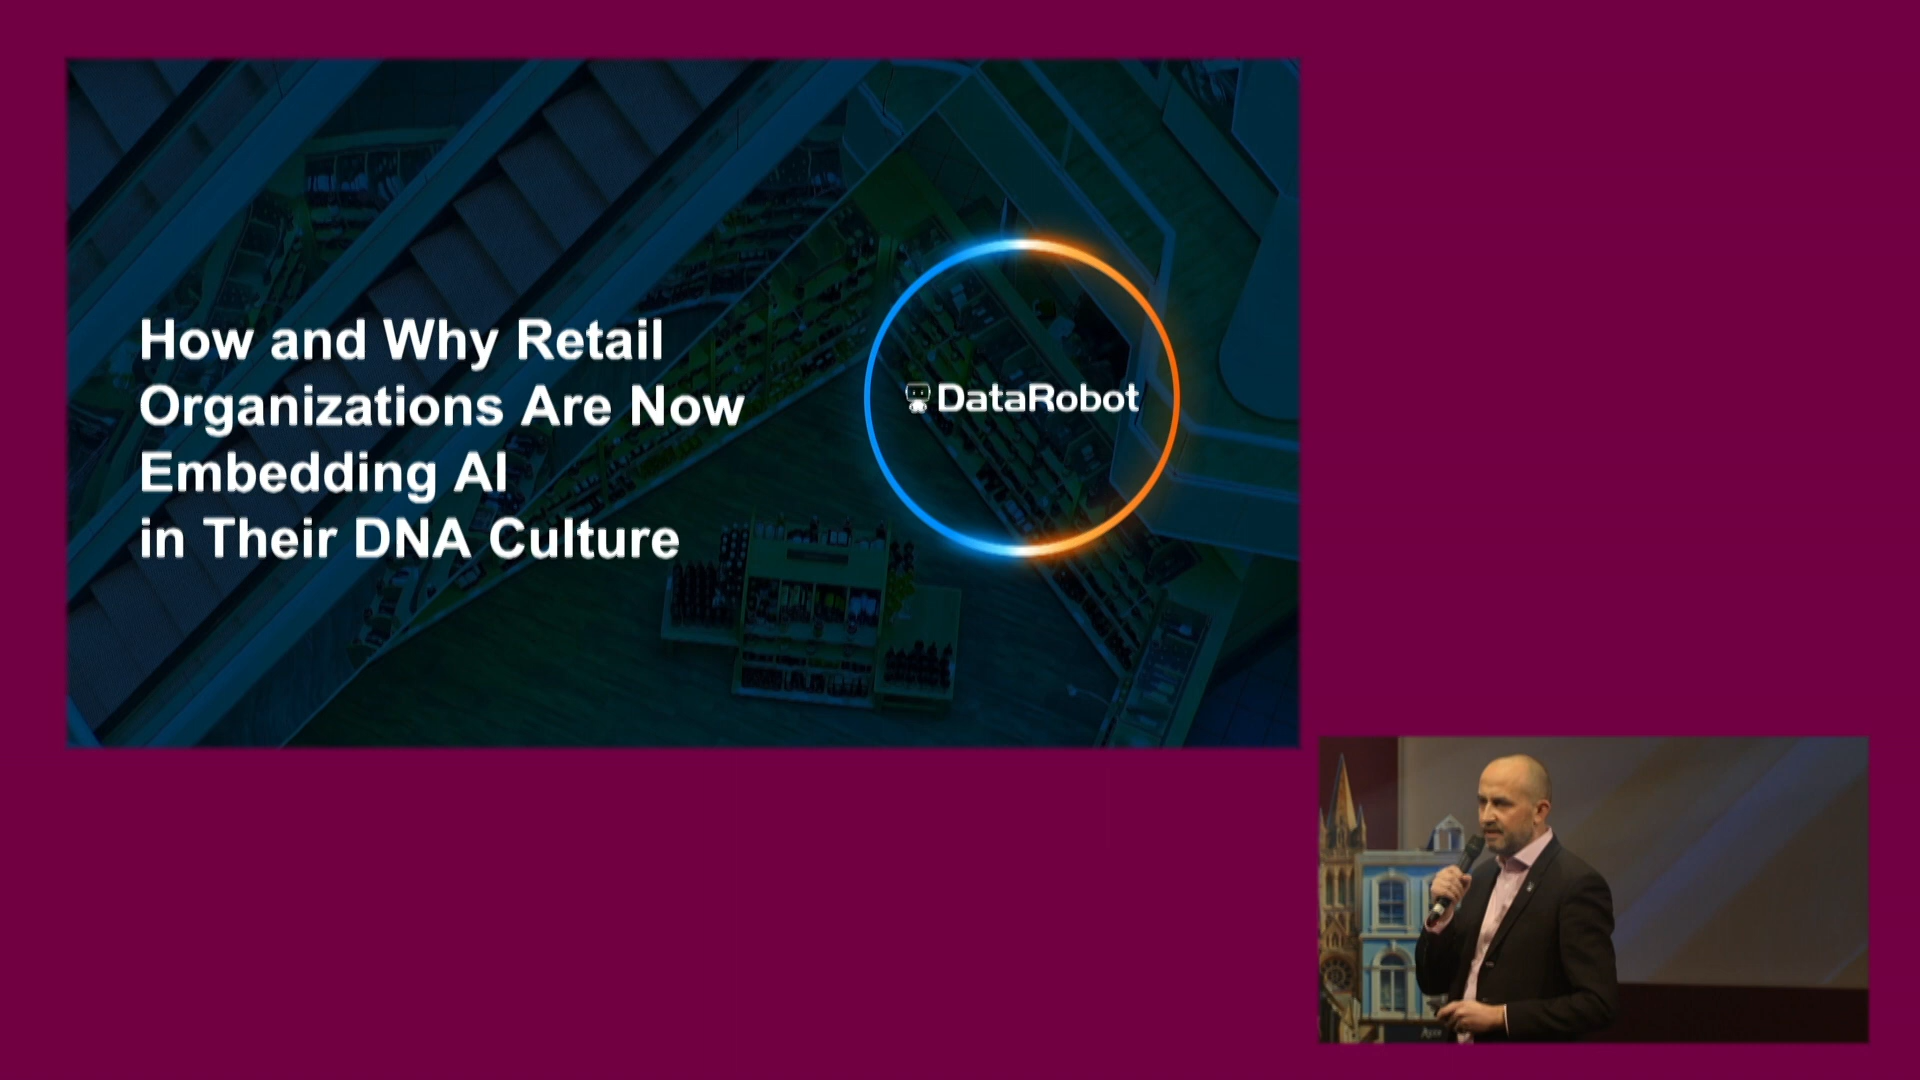 How and Why Retail
Organizations Are Now
Embedding AI
in Their DNA Culture
DataRobot